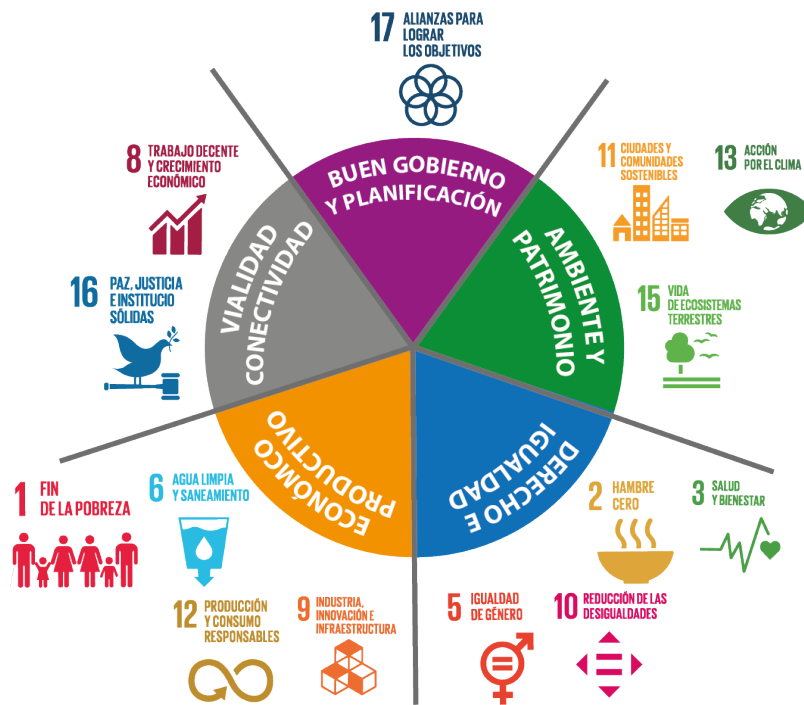 17 ALIANZAS PARA
LOGRAR
LOS OBJETIVOS
8 TRABAJO DECENTE
Y CRECIMIENTO
ECONÓMICO
11 CIUDADES Y
COMUNIDADES
SOSTENIBLES
13 ACCIÓN
POR EL CLIMA
BUEN GOBIERNO
Y PLANIFICACIÓN
VIALIDAD
CONECTIVIDAD
AMBIENTE Y
PATRIMONIO
16 PAZ, JUSTICIA
E INSTITUCIO
SÓLIDAS
15 VIDA
DE ECOSISTEMAS
TERRESTRES
ECONÓMCO
PRODUCTIVO
DERECHO E
IGUALDAD
1 FIN
DE LA POBREZA
6 AGUA LIMPIA
Y SANEAMIENTO
2 HAMBRE
CERO
3 SALUD
Y BIENESTAR
12 PRODUCCIÓN
Y CONSUMO
RESPONSABLES
9 INDUSTRIA,
INNOVACIÓN E
INFRAESTRUCTURA
5 IGUALDAD
DE GÉNERO
10 REDUCCIÓN DE LAS
DESIGUALDADES